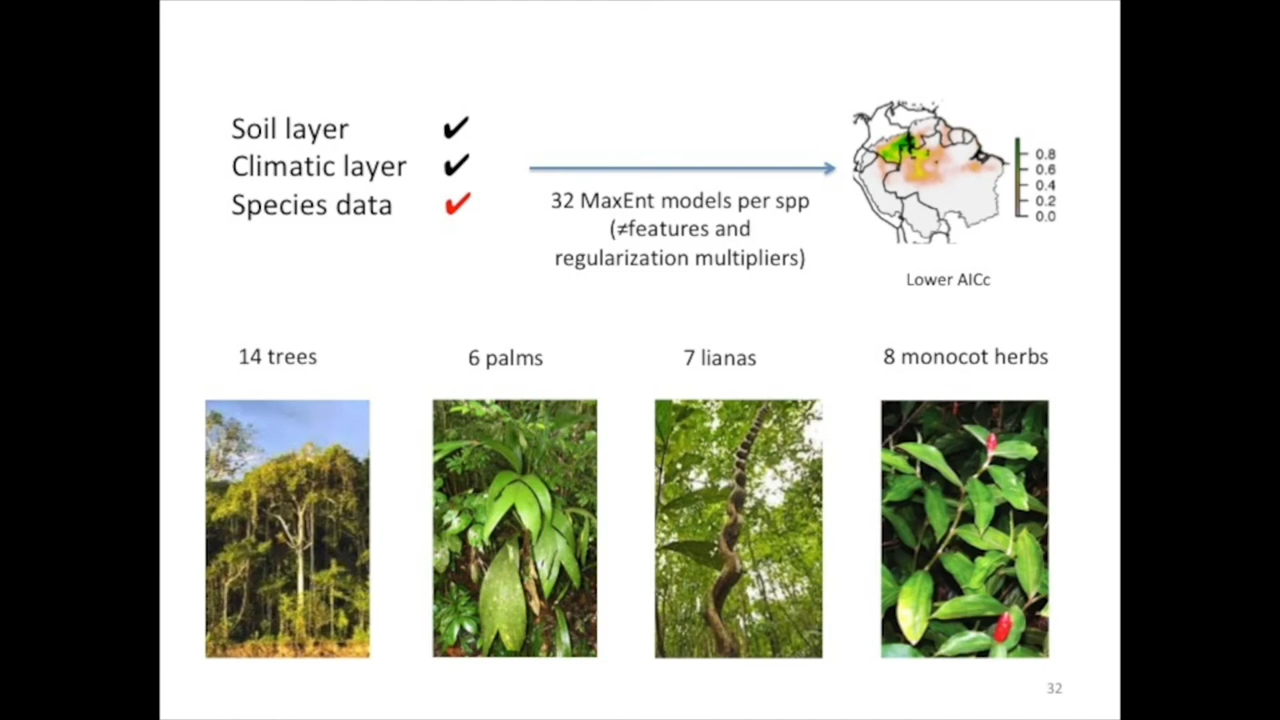 Soil layer ✔
Climatic layer ✔
Species data ✔
32 MaxEnt models per spp
(≠features and
regularization multipliers)
0.8
0.6
0.4
0.2
0.0
Lower AICc
14 trees
6 palms
7 lianas
8 monocot herbs
32